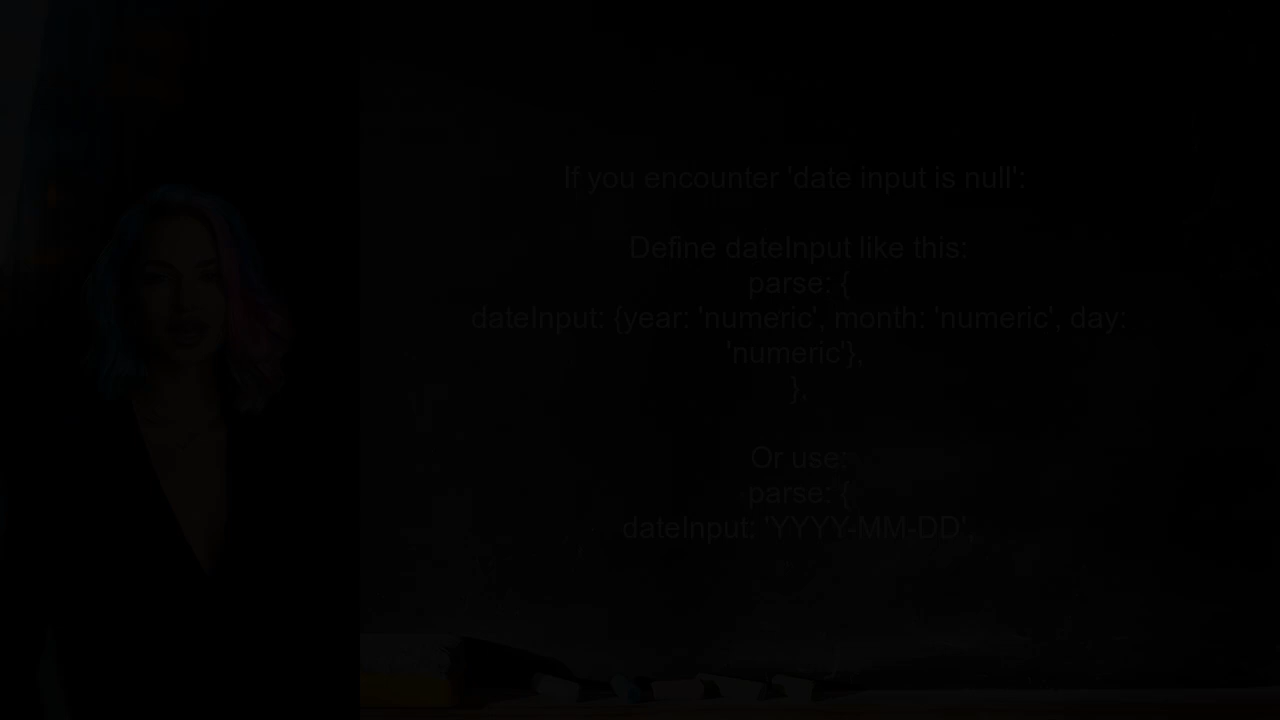 If you encounter 'date input is null':
Define dateInput like this:
parse: {
dateInput: {year: 'numeric', month: 'numeric', day:
'numeric'},
},
Or use:
parse: {
dateInput: 'YYYY-MM-DD',